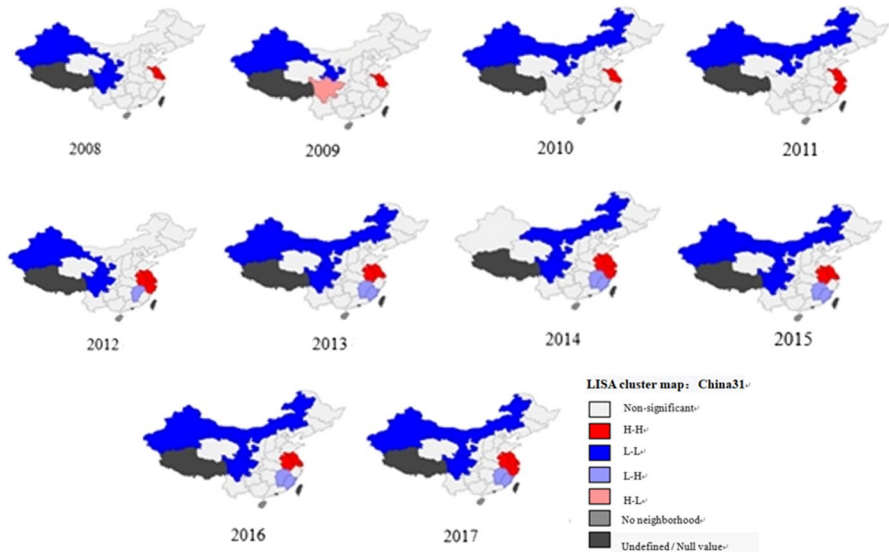 2008
2009
2010
2011
2012
2013
2014
2015
2016
2017
LISA cluster map：China31
Non-significant
H-H
L-L
L-H
H-L
No neighborhood
Undefined / Null value